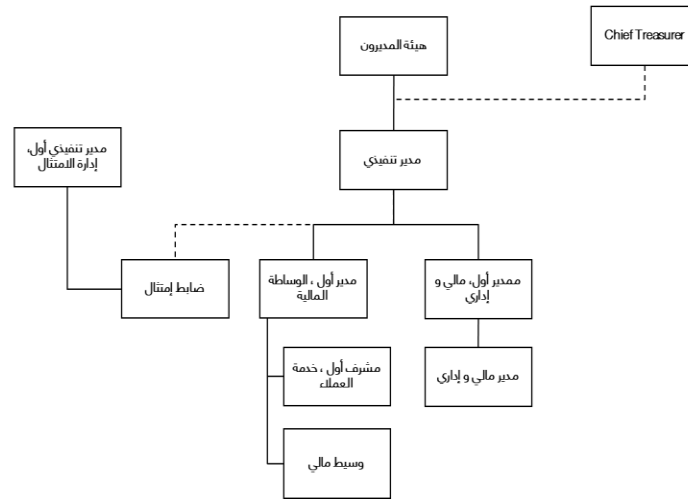 هيئة المديرون
Chief Treasurer
مدير تنفيذي أول,
إدارة الامتثال
مدير تنفيذي
ضابط إمتثال
مدير أول ، الوساطة
المالية
ممدير أول، مالي و
إداري
مشرف أول ، خدمة
العملاء
مدير مالي و إداري
وسيط مالي